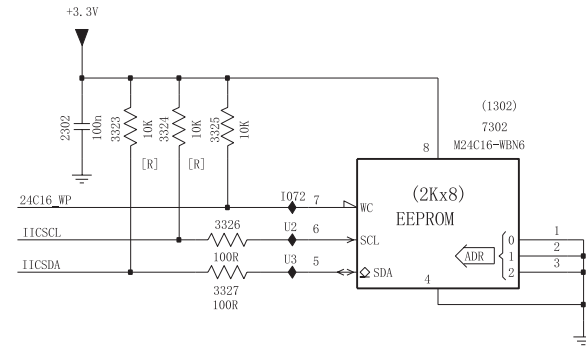 +3.3V
2302
100n
3323
10K
3324
10K
3325
10K
[R]
[R]
(1302)
7302
M24C16-WBN6
8
24C16_WP
I072
7
WC
(2Kx8)
EEPROM
IICSCL
3326
100R
U2
6
SCL
IICSDA
3327
100R
U3
5
SDA
ADR
0
1
2
1
2
3
4